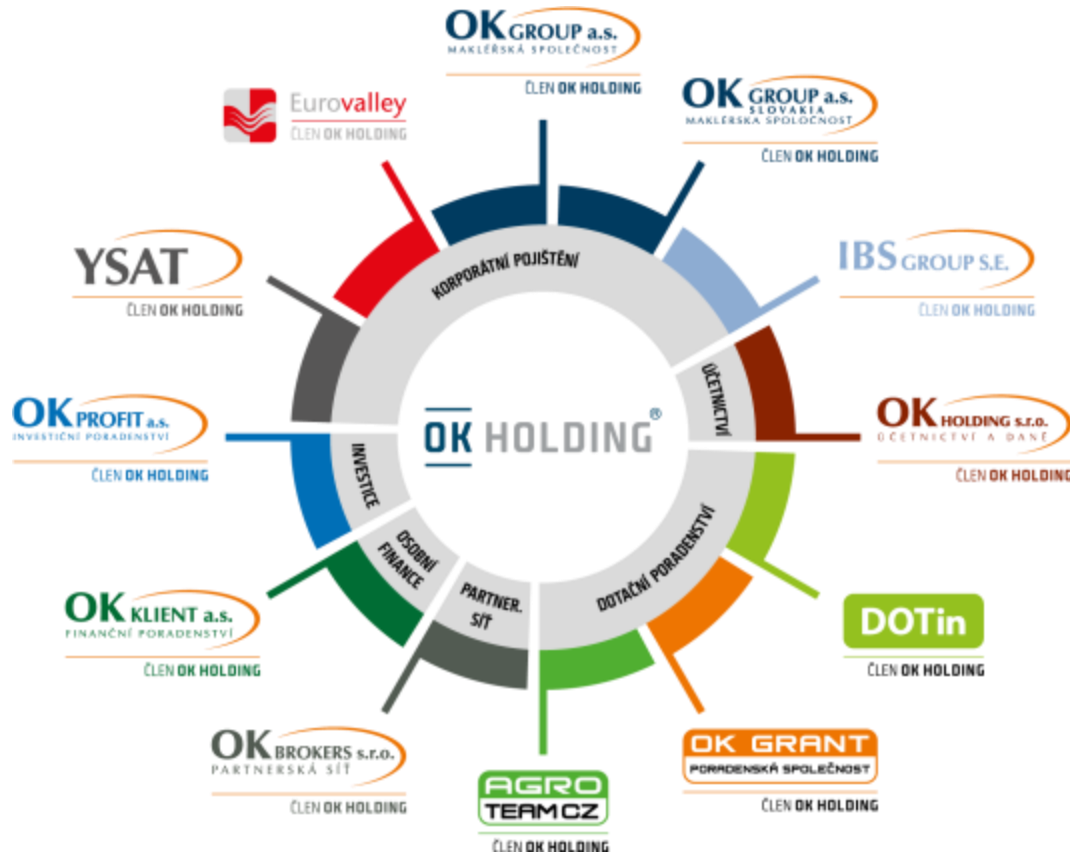 OK GROUP a.s.
MAKLÉŘSKÁ SPOLEČNOST
ČLEN OK HOLDING
OK GROUP a.s.
SLOVAKIA
MAKLÉRSKA SPOLOČNOSŤ
ČLEN OK HOLDING
Eurovalley
ČLEN OK HOLDING
YSAT
ČLEN OK HOLDING
IBS GROUP S.E.
ČLEN OK HOLDING
KORPORÁTNÍ POJIŠTĚNÍ
ÚČETNICTVÍ
OK PROFIT a.s.
INVESTIČNÍ PORADENSTVÍ
ČLEN OK HOLDING
OK HOLDING®
OK HOLDING s.r.o.
ÚČETNICTVÍ A DANĚ
ČLEN OK HOLDING
INVESTICE
OSOBNÍ
FINANCE
PARTNER.
SÍŤ
DOTAČNÍ PORADENSTVÍ
OK KLIENT a.s.
FINANČNÍ PORADENSTVÍ
ČLEN OK HOLDING
DOTin
ČLEN OK HOLDING
OK BROKERS s.r.o.
PARTNERSKÁ SÍŤ
ČLEN OK HOLDING
AGRO
TEAM CZ
ČLEN OK HOLDING
OK GRANT
PORADENSKÁ SPOLEČNOST
ČLEN OK HOLDING